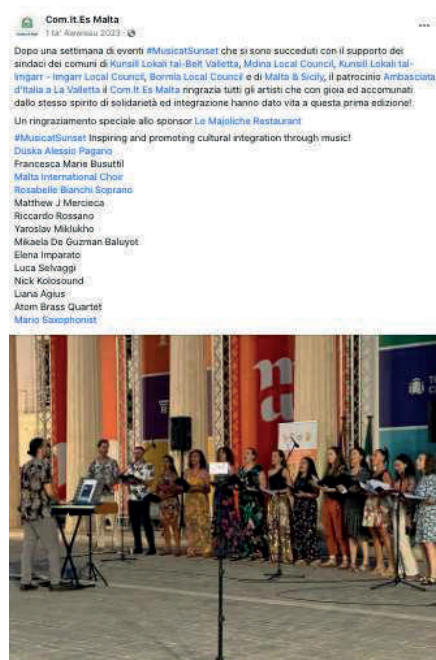 Com.It.Es Malta
1 ta' Awwissu 2023
Dopo una settimana di eventi #MusicatSunset che si sono succeduti con il supporto dei
sindaci dei comuni di Kunsill Lokali tal-Belt Valletta, Mdina Local Council, Kunsill Lokali tal-
Imgarr - Imgarr Local Council, Bormla Local Council e di Malta & Sicily, il patrocinio Ambasciata
d'Italia a La Valletta il Com.It.Es Malta ringrazia tutti gli artisti che con gioia ed accomunati
dallo stesso spirito di solidarietà ed integrazione hanno dato vita a questa prima edizione!
Un ringraziamento speciale allo sponsor Le Majoliche Restaurant
#MusicatSunset Inspiring and promoting cultural integration through music!
Duska Alessio Pagano
Francesca Marie Busuttil
Malta International Choir
Rosabelle Bianchi Soprano
Matthew J Mercieca
Riccardo Rossano
Yaroslav Miklukho
Mikaela De Guzman Baluyot
Elena Imparato
Luca Selvaggi
Nick Kolosound
Liana Agius
Atom Brass Quartet
Mario Saxophonist